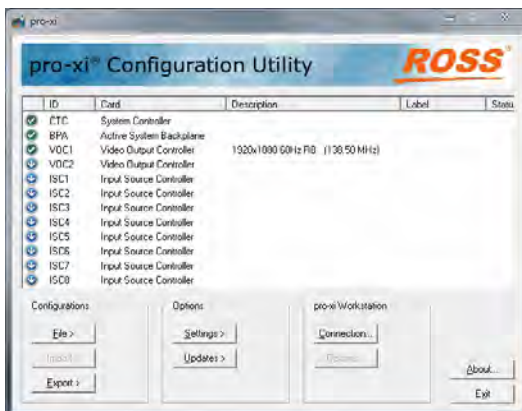 pro-xi
pro-xi® Configuration Utility
ROSS
ID Card Description Label Statu
CTC System Controller
BPA Active System Backplane
VOC1 Video Output Controller 1920x1080 60Hz RB (138.50 MHz)
VOC2 Video Output Controller
ISC1 Input Source Controller
ISC2 Input Source Controller
ISC3 Input Source Controller
ISC4 Input Source Controller
ISC5 Input Source Controller
ISC6 Input Source Controller
ISC7 Input Source Controller
ISC8 Input Source Controller
Configurations Options pro-xi Workstation
File > Settings > Connection...
Updates >
Export >
About...
Exit